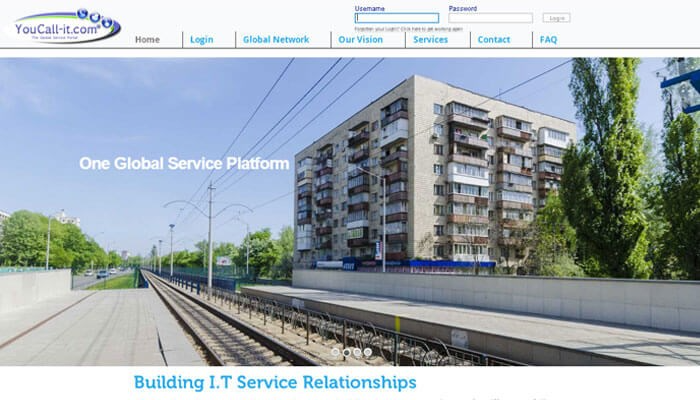 Username
Password
YouCall-it.com
The Global Service Portal
Login
Forgotten your Login? Click here to get working again
Home
Login
Global Network
Our Vision
Services
Contact
FAQ
One Global Service Platform
Building I.T Service Relationships